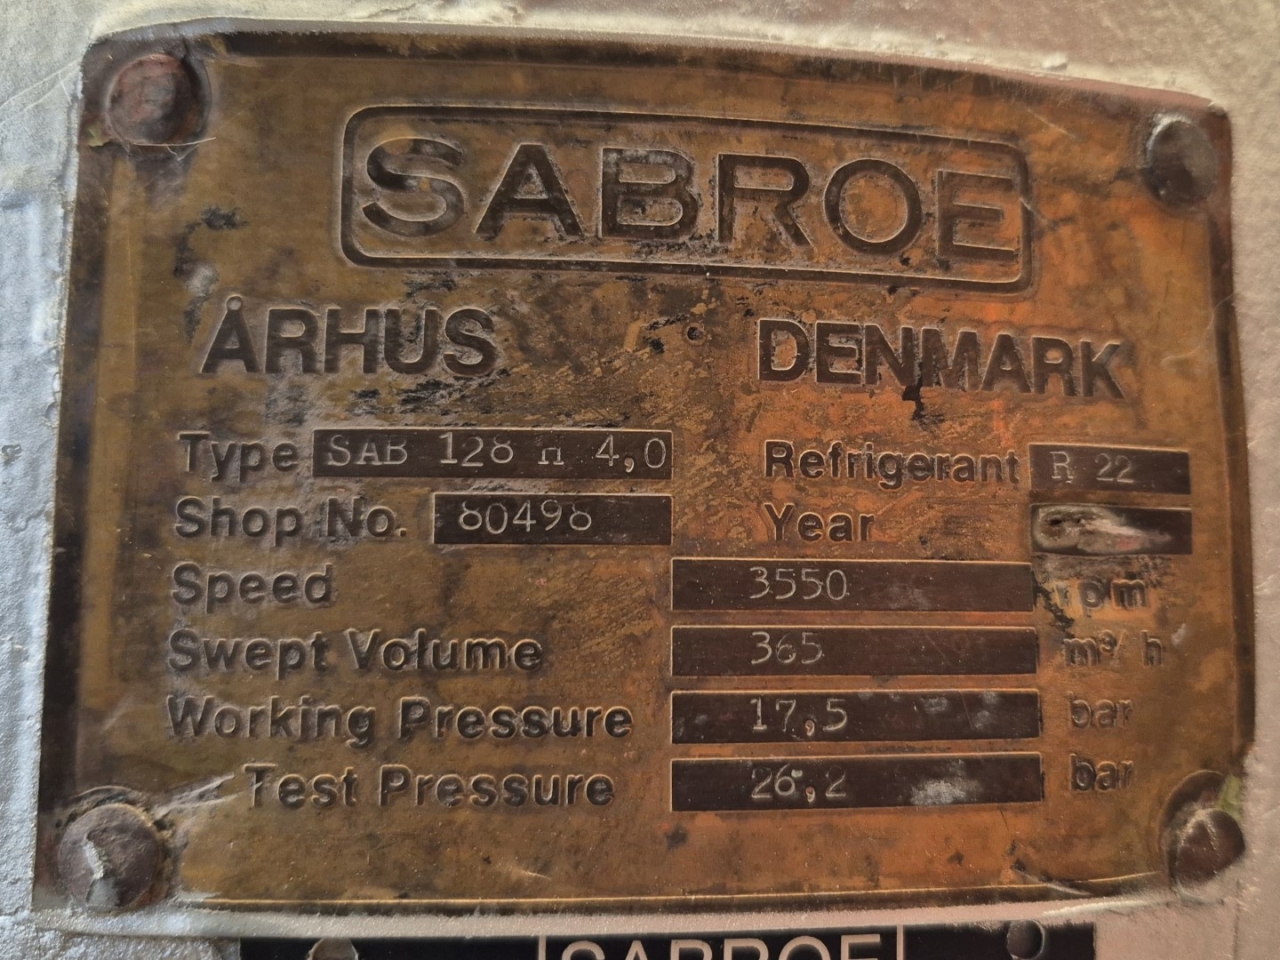 SABROE
ÅRHUS DENMARK
Type SAB 128 H 4,0 Refrigerant R 22
Shop No. 80498 Year
Speed 3550 rpm
Swept Volume 365 m³/h
Working Pressure 17,5 bar
Test Pressure 26,2 bar
SABROE